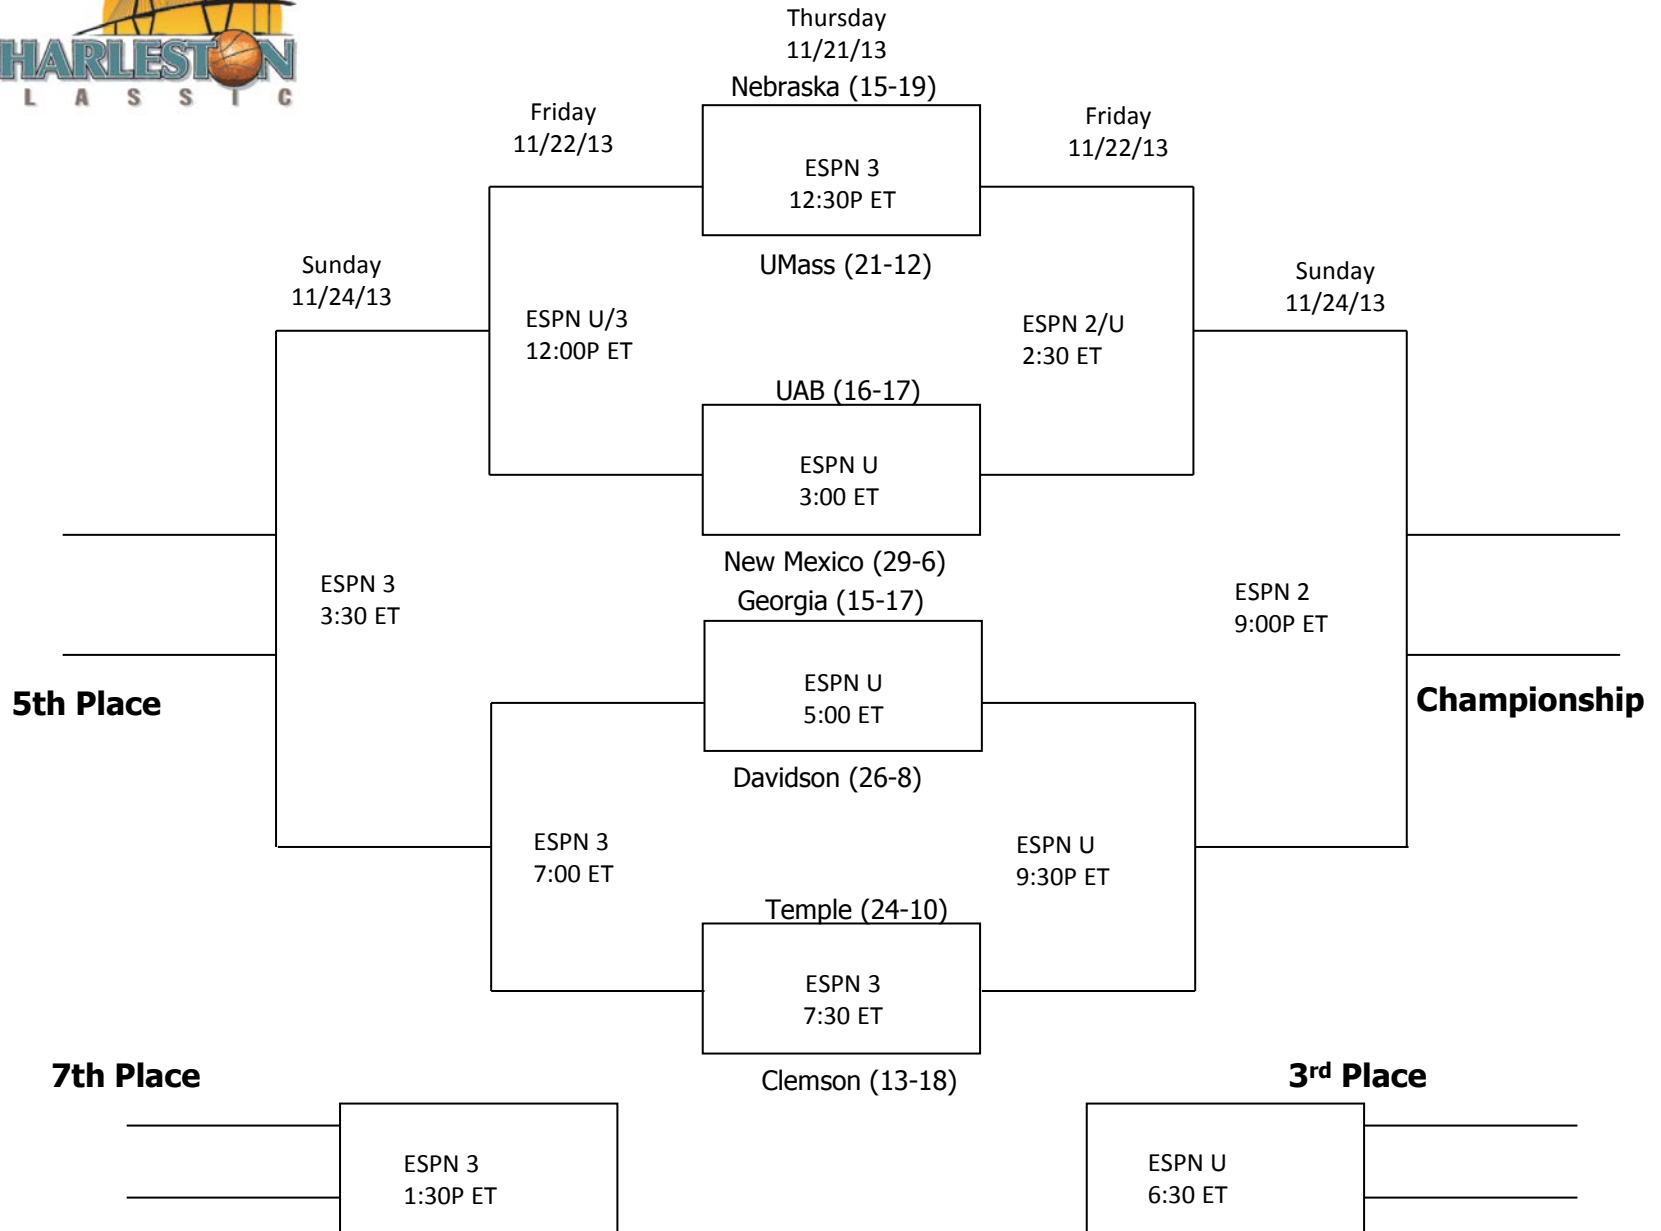 HARLESTON
L A S S I C
Thursday
11/21/13
Nebraska (15-19)
Friday
11/22/13
Friday
11/22/13
ESPN 3
12:30P ET
UMass (21-12)
Sunday
11/24/13
Sunday
11/24/13
ESPN U/3
12:00P ET
ESPN 2/U
2:30 ET
UAB (16-17)
ESPN U
3:00 ET
New Mexico (29-6)
Georgia (15-17)
ESPN 3
3:30 ET
ESPN 2
9:00P ET
ESPN U
5:00 ET
5th Place
Championship
Davidson (26-8)
ESPN 3
7:00 ET
ESPN U
9:30P ET
Temple (24-10)
ESPN 3
7:30 ET
Clemson (13-18)
7th Place
3rd Place
ESPN 3
1:30P ET
ESPN U
6:30 ET